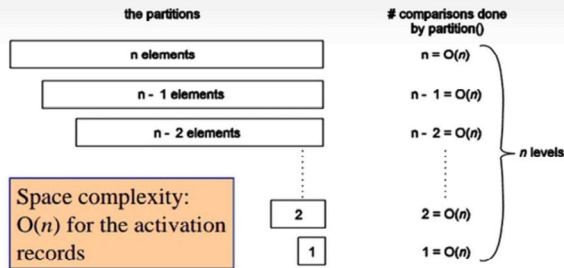 the partitions
# comparisons done
by partition()
n elements
n = O(n)
n - 1 elements
n - 1 = O(n)
n - 2 elements
n - 2 = O(n)
n levels
Space complexity:
O(n) for the activation
records
2
2 = O(n)
1
1 = O(n)